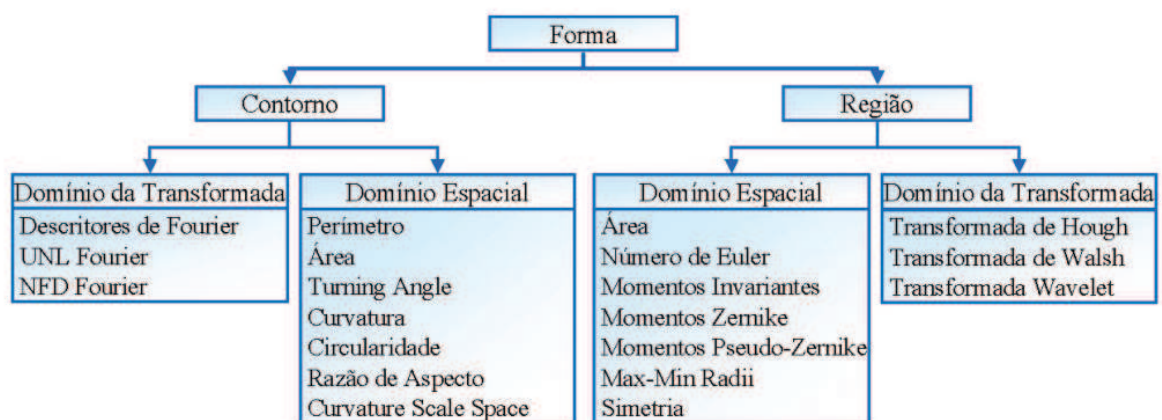 Forma
Contorno
Região
Domínio da Transformada
Descritores de Fourier
UNL Fourier
NFD Fourier
Domínio Espacial
Perímetro
Área
Turning Angle
Curvatura
Circularidade
Razão de Aspecto
Curvature Scale Space
Domínio Espacial
Área
Número de Euler
Momentos Invariantes
Momentos Zernike
Momentos Pseudo-Zernike
Max-Min Radii
Simetria
Domínio da Transformada
Transformada de Hough
Transformada de Walsh
Transformada Wavelet